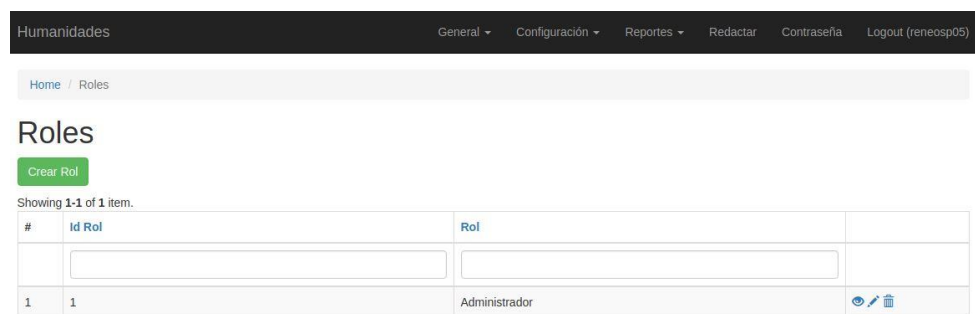 Humanidades General Configuración Reportes Redactar Contraseña Logout (reneosp05)
Home / Roles
Roles
Crear Rol
Showing 1-1 of 1 item.
# Id Rol Rol
1 1 Administrador